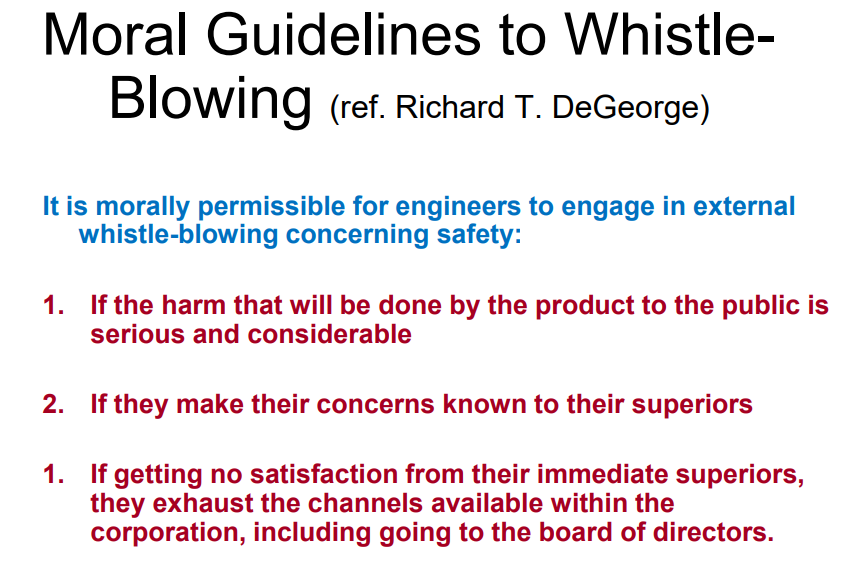 Moral Guidelines to Whistle-
Blowing (ref. Richard T. DeGeorge)
It is morally permissible for engineers to engage in external
whistle-blowing concerning safety:
1. If the harm that will be done by the product to the public is
serious and considerable
2. If they make their concerns known to their superiors
1. If getting no satisfaction from their immediate superiors,
they exhaust the channels available within the
corporation, including going to the board of directors.